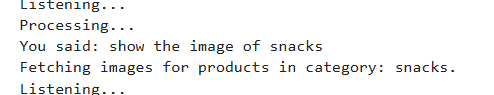 Listening...
Processing...
You said: show the image of snacks
Fetching images for products in category: snacks.
Listening...